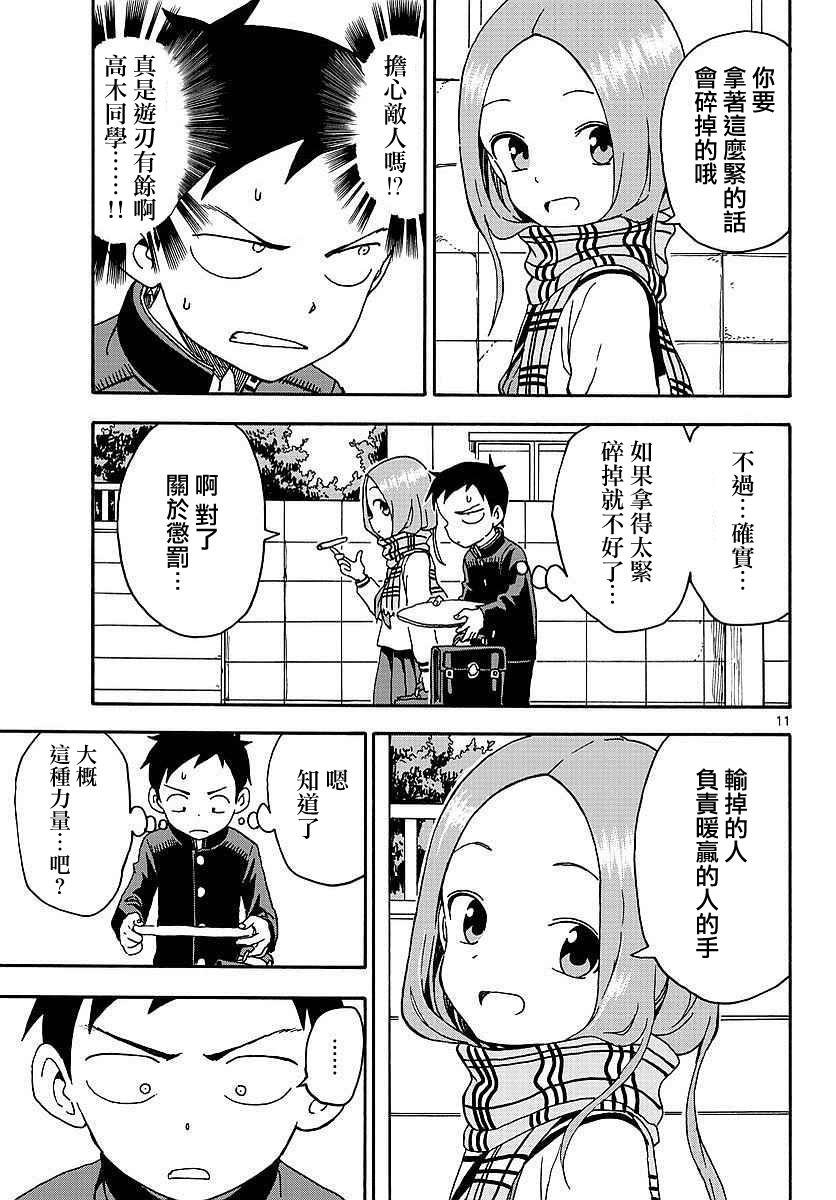 你要
拿著這麼緊的話
會碎掉的哦
擔心敵人嗎!?
真是遊刃有餘啊
高木同學……!!
不過…確實…
如果拿得太緊
碎掉就不好了…
啊 對了
關於懲罰…
11
輸掉的人
負責暖贏的人的手
嗯
知道了
大概
這種力量…吧?
……